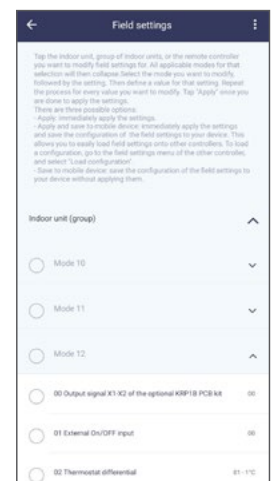 Field settings
Tap the indoor unit, group of indoor units, or the remote controller
you want to modify field settings for. All applicable modes for that
selection will then collapse Select the mode you want to modify,
followed by the setting. Then define a value for that setting. Repeat
the process for every value you want to modify. Tap "Apply" once you
are done to apply the settings.
There are three possible options:
- Apply: immediately apply the settings.
- Apply and save to mobile device: immediately apply the settings
and save the configuration of the field settings to your device. This
allows you to easily load field settings onto other controllers. To load
a configuration, go to the field settings menu of the other controller,
and select "Load configuration".
- Save to mobile device: save the configuration of the field settings to
your device without applying them.
Indoor unit (group)
Mode 10
Mode 11
Mode 12
00 Output signal X1-X2 of the optional KRP1B PCB kit 00
01 External On/OFF input 00
02 Thermostat differential 01 - 1°C